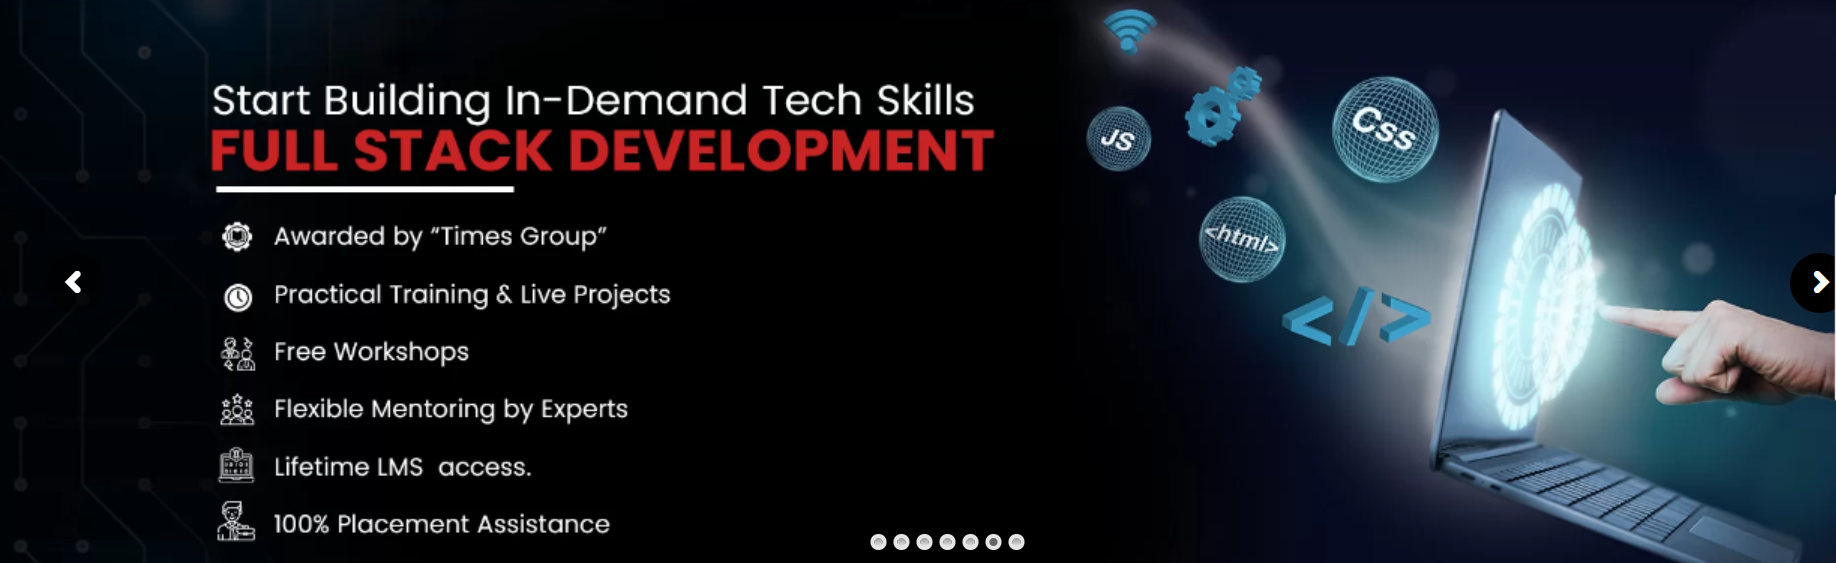 Start Building In-Demand Tech Skills
FULL STACK DEVELOPMENT
Awarded by “Times Group”
Practical Training & Live Projects
Free Workshops
Flexible Mentoring by Experts
Lifetime LMS access.
100% Placement Assistance
JS
Css
<html>
</>